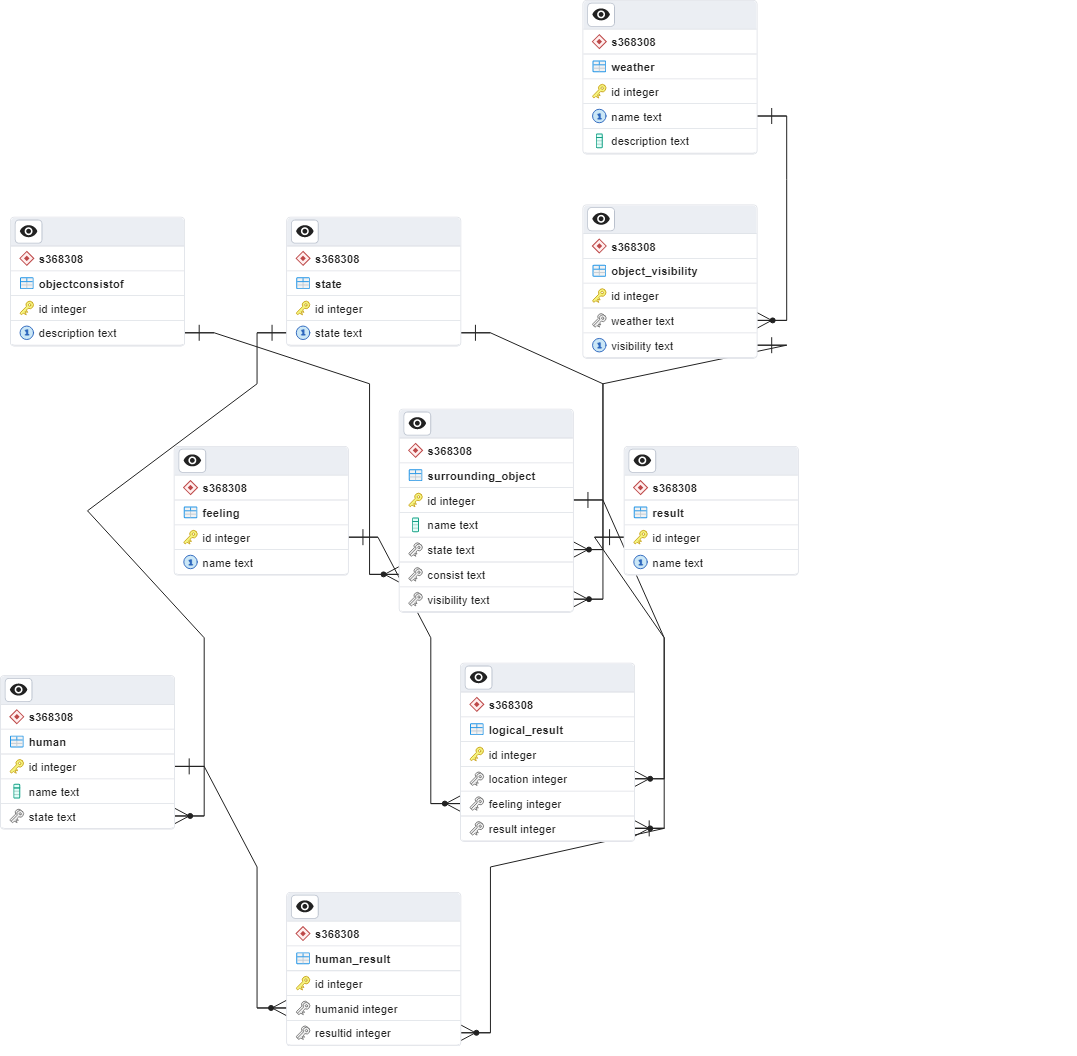 s368308
weather
id integer
name text
description text
s368308
object_visibility
id integer
weather text
visibility text
s368308
objectconsistof
id integer
description text
s368308
state
id integer
state text
s368308
surrounding_object
id integer
name text
state text
consist text
visibility text
s368308
feeling
id integer
name text
s368308
result
id integer
name text
s368308
logical_result
id integer
location integer
feeling integer
result integer
s368308
human
id integer
name text
state text
s368308
human_result
id integer
humanid integer
resultid integer